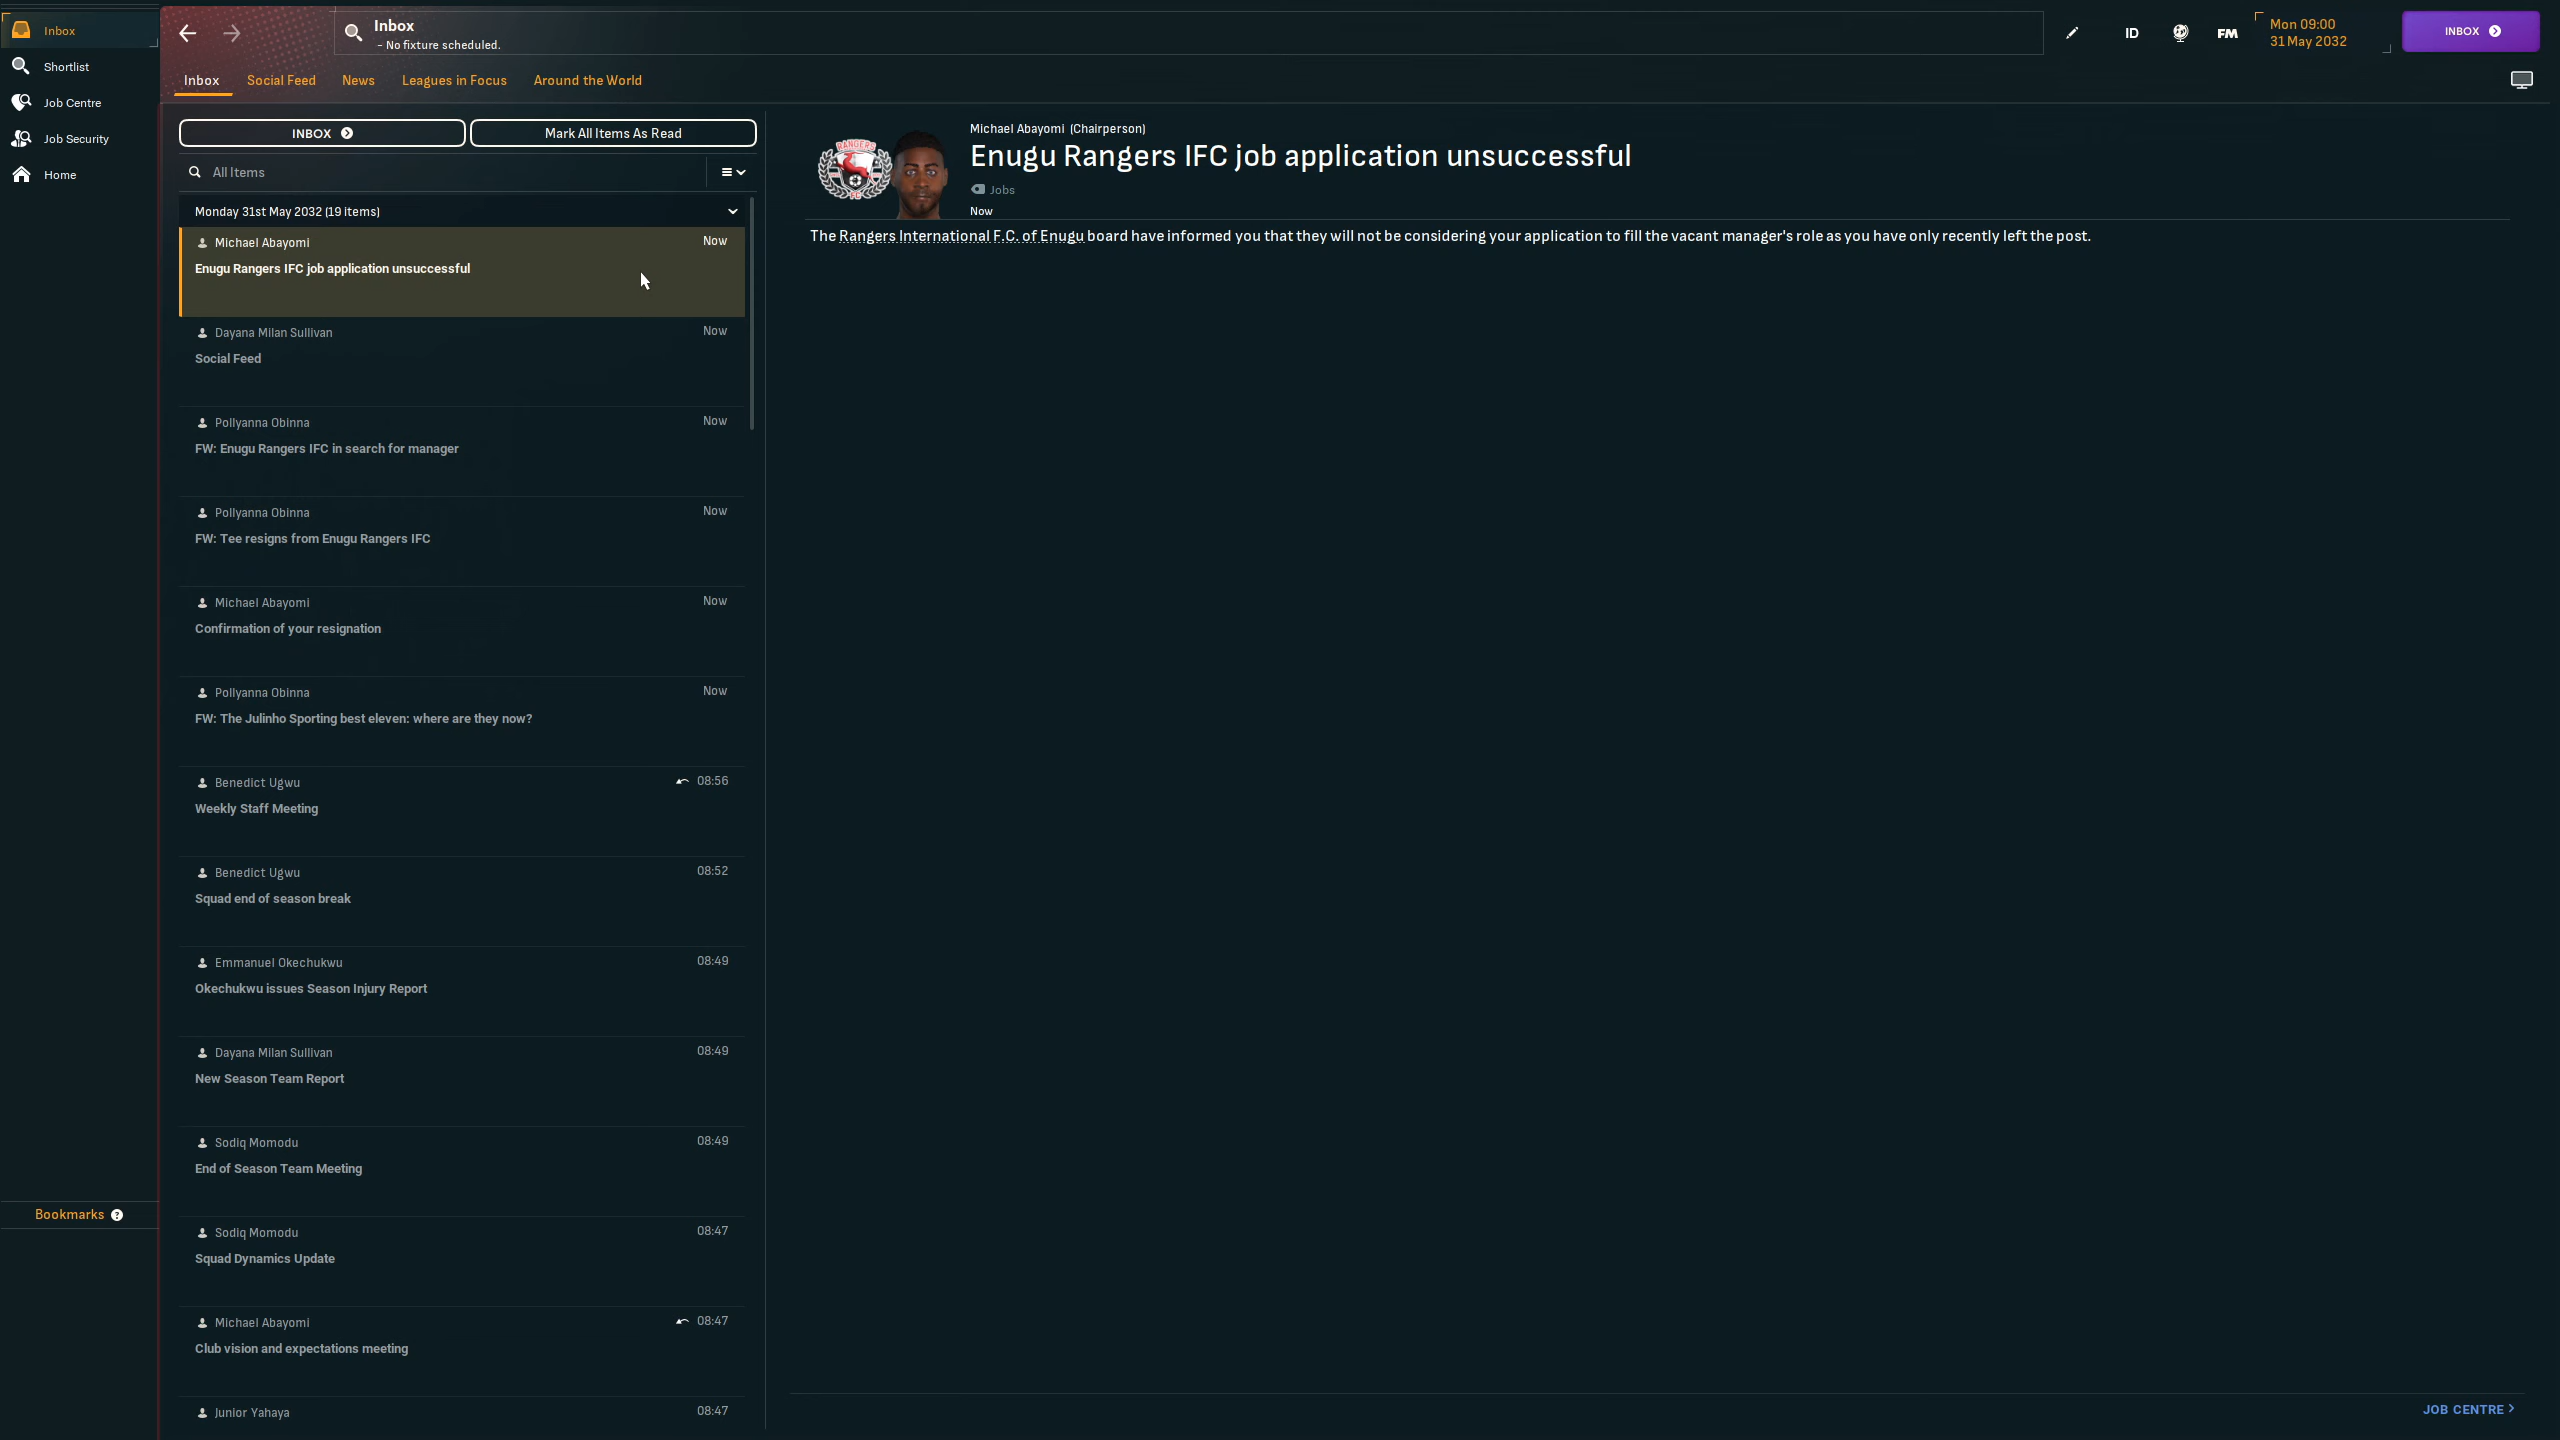 Inbox
Shortlist
Job Centre
Job Security
Home
Bookmarks ?
Inbox
- No fixture scheduled.
ID
FM
Mon 09:00
31 May 2032
INBOX
Inbox
Social Feed
News
Leagues in Focus
Around the World
INBOX
Mark All Items As Read
All Items
Monday 31st May 2032 (19 items)
Michael Abayomi
Now
Enugu Rangers IFC job application unsuccessful
Dayana Milan Sullivan
Now
Social Feed
Pollyanna Obinna
Now
FW: Enugu Rangers IFC in search for manager
Pollyanna Obinna
Now
FW: Tee resigns from Enugu Rangers IFC
Michael Abayomi
Now
Confirmation of your resignation
Pollyanna Obinna
Now
FW: The Julinho Sporting best eleven: where are they now?
Benedict Ugwu
08:56
Weekly Staff Meeting
Benedict Ugwu
08:52
Squad end of season break
Emmanuel Okechukwu
08:49
Okechukwu issues Season Injury Report
Dayana Milan Sullivan
08:49
New Season Team Report
Sodiq Momodu
08:49
End of Season Team Meeting
Sodiq Momodu
08:47
Squad Dynamics Update
Michael Abayomi
08:47
Club vision and expectations meeting
Junior Yahaya
08:47
RANGERS
FC
Michael Abayomi (Chairperson)
Enugu Rangers IFC job application unsuccessful
Jobs
Now
The Rangers International F.C. of Enugu board have informed you that they will not be considering your application to fill the vacant manager's role as you have only recently left the post.
JOB CENTRE